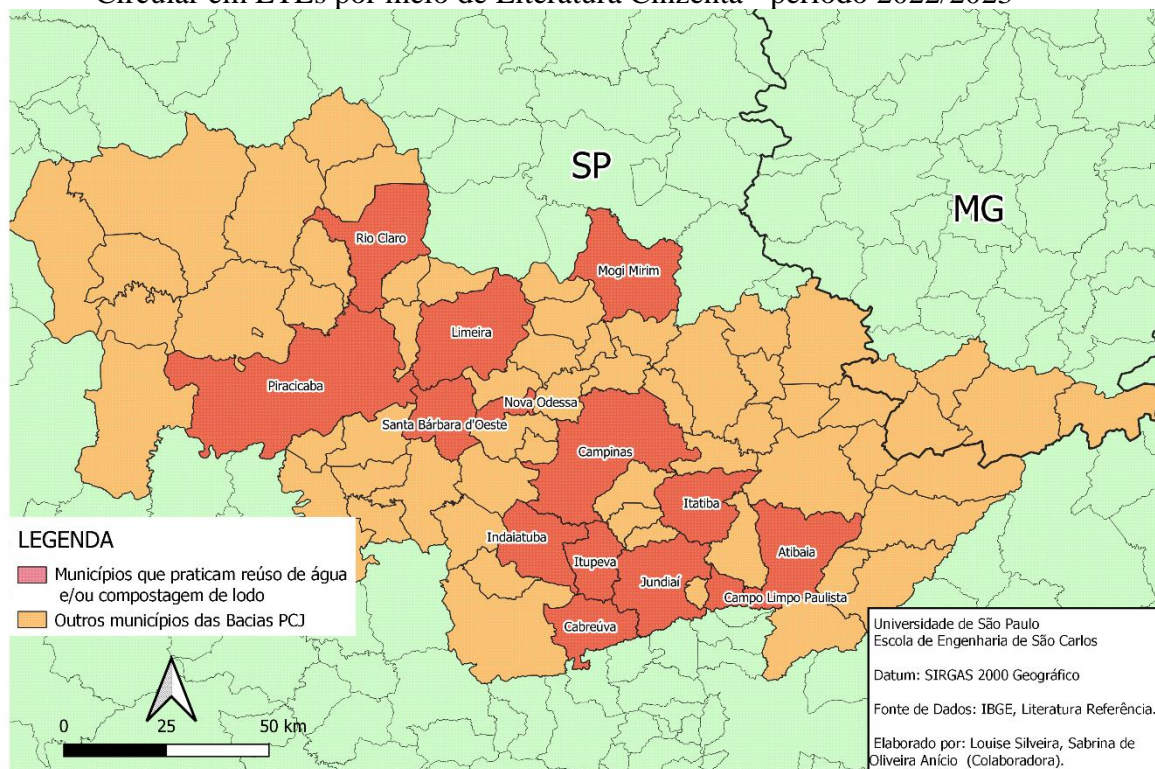 Circular em ETEs por meio de Literatura Cinzenta - período 2022/2023
SP
MG
Rio Claro
Mogi Mirim
Limeira
Piracicaba
Nova Odessa
Santa Bárbara d'Oeste
Campinas
Itatiba
Indaiatuba
Itupeva
Atibaia
Jundiaí
Campo Limpo Paulista
Cabreúva
LEGENDA
Municípios que praticam reúso de água
e/ou compostagem de lodo
Outros municípios das Bacias PCJ
0 25 50 km
Universidade de São Paulo
Escola de Engenharia de São Carlos
Datum: SIRGAS 2000 Geográfico
Fonte de Dados: IBGE, Literatura Referência.
Elaborado por: Louise Silveira, Sabrina de
Oliveira Anício (Colaboradora).